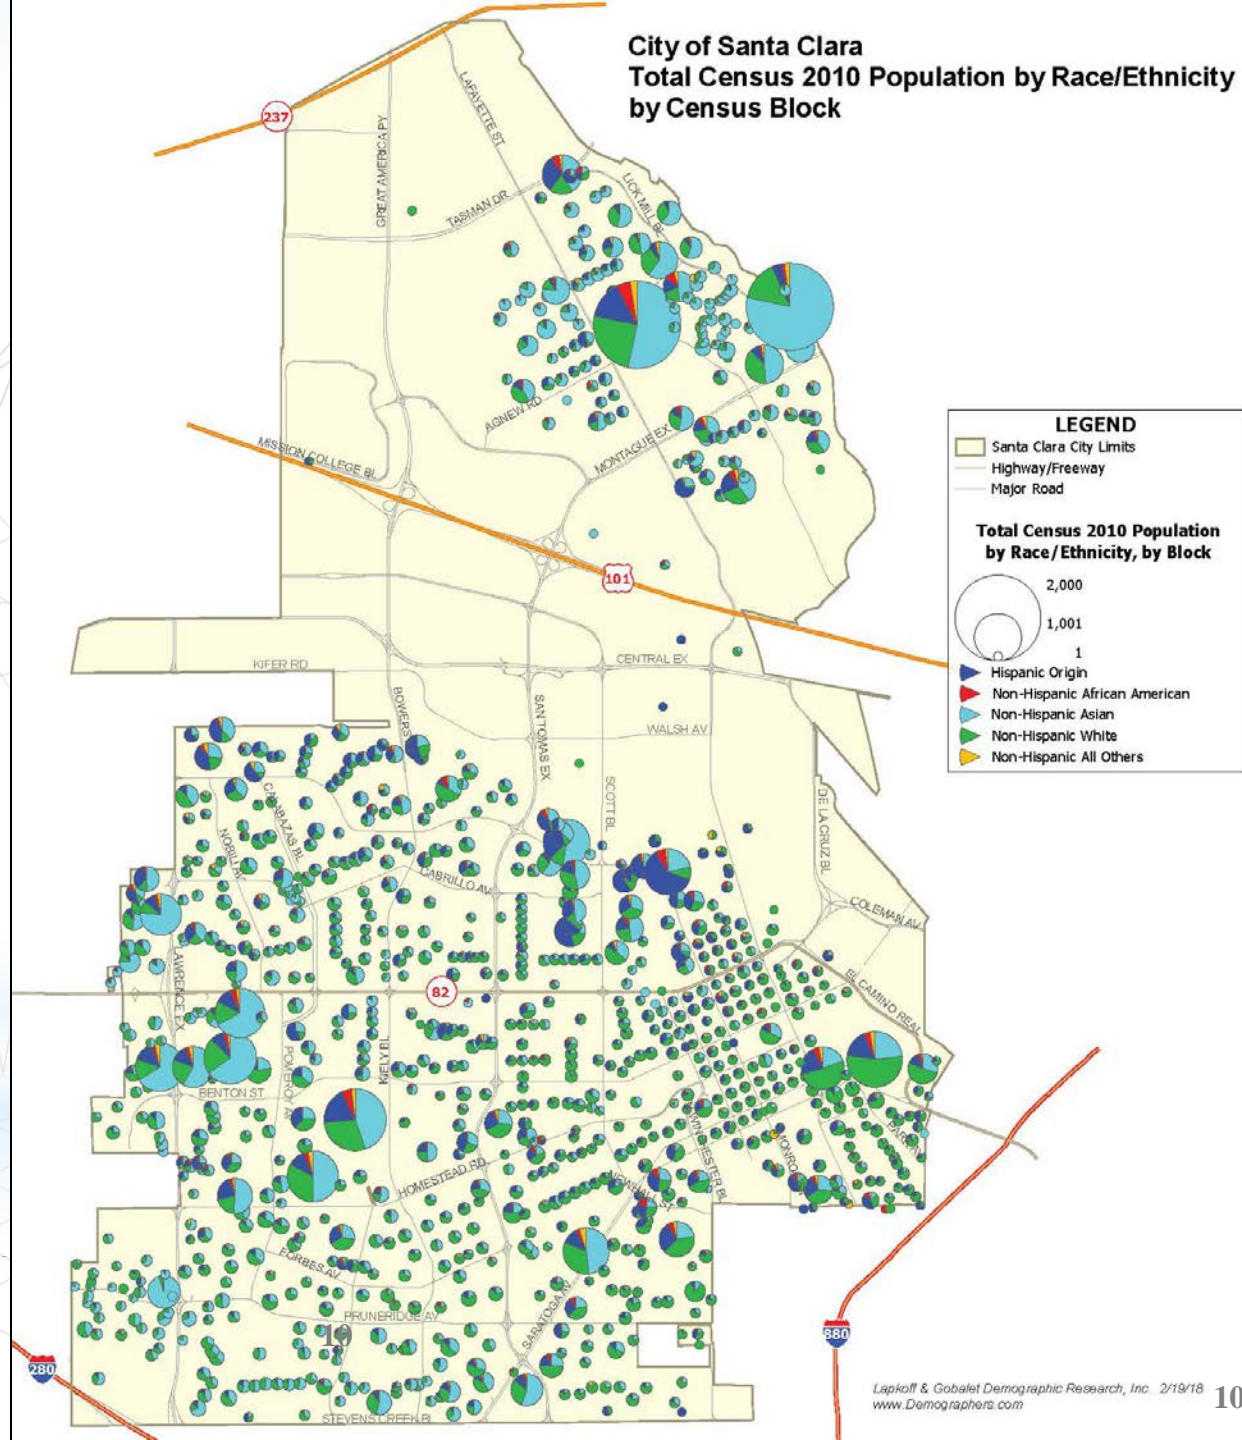 City of Santa Clara
Total Census 2010 Population by Race/Ethnicity
by Census Block
237
GREAT AMERICA PY
LAFAYETTE ST
TASMAN DR
LICK MILL BL
AGNEW RD
MONTAGUE EX
MISSION COLLEGE BL
101
LEGEND
Santa Clara City Limits
Highway/Freeway
Major Road
Total Census 2010 Population
by Race/Ethnicity, by Block
2,000
1,001
1
Hispanic Origin
Non-Hispanic African American
Non-Hispanic Asian
Non-Hispanic White
Non-Hispanic All Others
KIFER RD
CENTRAL EX
BOWERS
SAN TOMAS EX
WALSH AV
SCOTT BL
DE LA CRUZ BL
CALABAZAS BL
NOBILI AV
CABRILLO AV
COLEMAN AV
LAWRENCE EX
82
EL CAMINO REAL
POMEROY AV
KIELY BL
BENTON ST
WINCHESTER BL
MONRO
PARK AV
HOMESTEAD RD
NEWHALL ST
FORBES AV
SARATOGA AV
PRUNERIDGE AV
10
280
880
STEVENS CREEK BL
Lapkoff & Gobalet Demographic Research, Inc. 2/19/18
www.Demographers.com
10